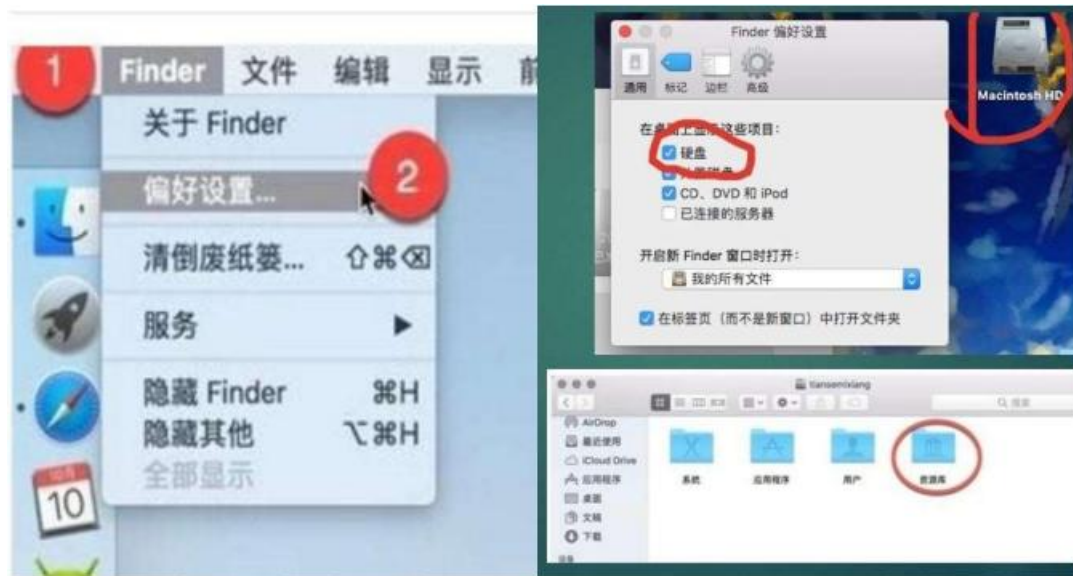 1
Finder 文件 编辑 显示 前
关于 Finder
偏好设置...
2
清倒废纸篓... ⇧⌘⌫
服务 ▶
隐藏 Finder ⌘H
隐藏其他 ⌥⌘H
全部显示
10
Finder 偏好设置
通用 标记 边栏 高级
Macintosh HD
在桌面上显示这些项目:
硬盘
CD、DVD 和 iPod
已连接的服务器
开启新 Finder 窗口时打开:
我的所有文件
在标签页（而不是新窗口）中打开文件夹
搜索
AirDrop
最近使用
iCloud Drive
应用程序
桌面
文稿
下载
设备
系统 应用程序 用户 资源库